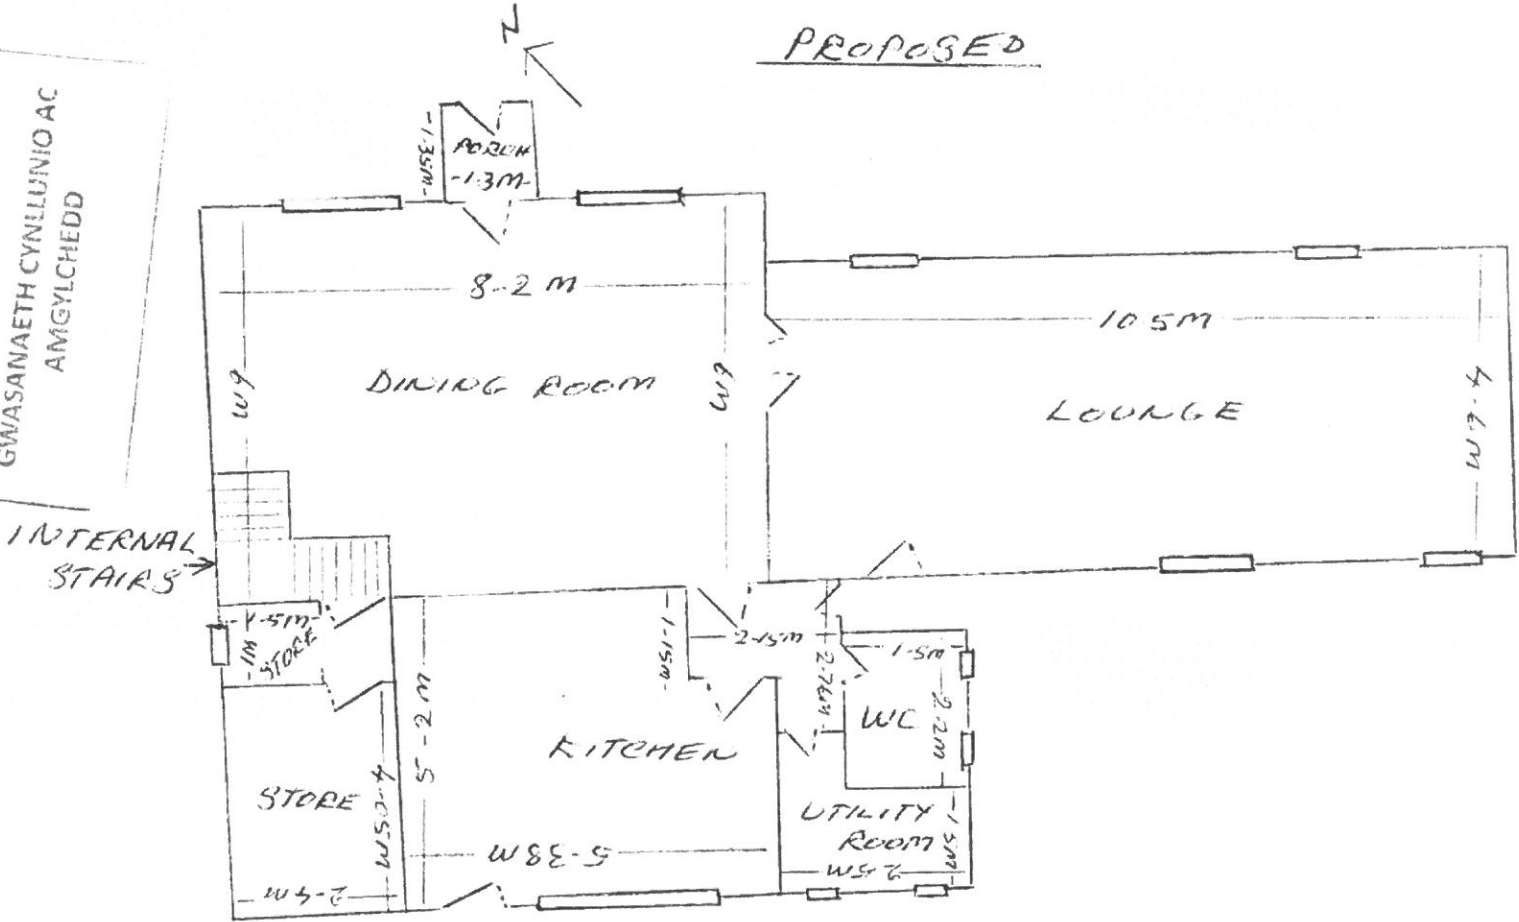 N
PROPOSED
GWASANAETH CYNLLUNIO AC
AMGYLCHEDD
PORCH
-1·35M-
-1·3M-
8-2 M
6M
6M
DINING ROOM
10 5M
4-6M
LOUNGE
INTERNAL
STAIRS
1-5M
1M
STORE
5-2M
-1-15M-
2-15M
2-76M
1-5M
WC
2-2M
KITCHEN
STORE
4-05M
2-4M
5-38M
UTILITY
ROOM
-1 5M
2-5M